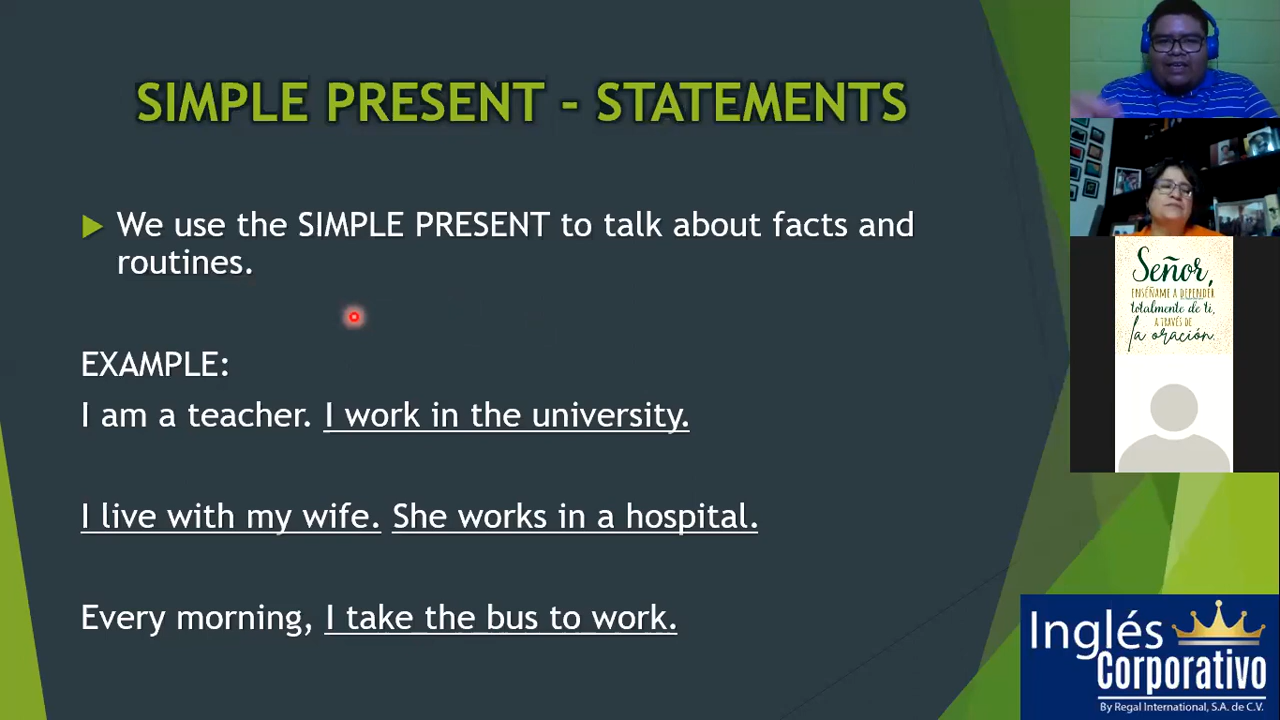 SIMPLE PRESENT - STATEMENTS
We use the SIMPLE PRESENT to talk about facts and
routines.
EXAMPLE:
I am a teacher. I work in the university.
I live with my wife. She works in a hospital.
Every morning, I take the bus to work.
Señor,
ENSÉÑAME A DEPENDER
totalmente de ti,
A TRAVÉS DE
la oración.
Inglés
Corporativo
By Regal International, S.A. de C.V.